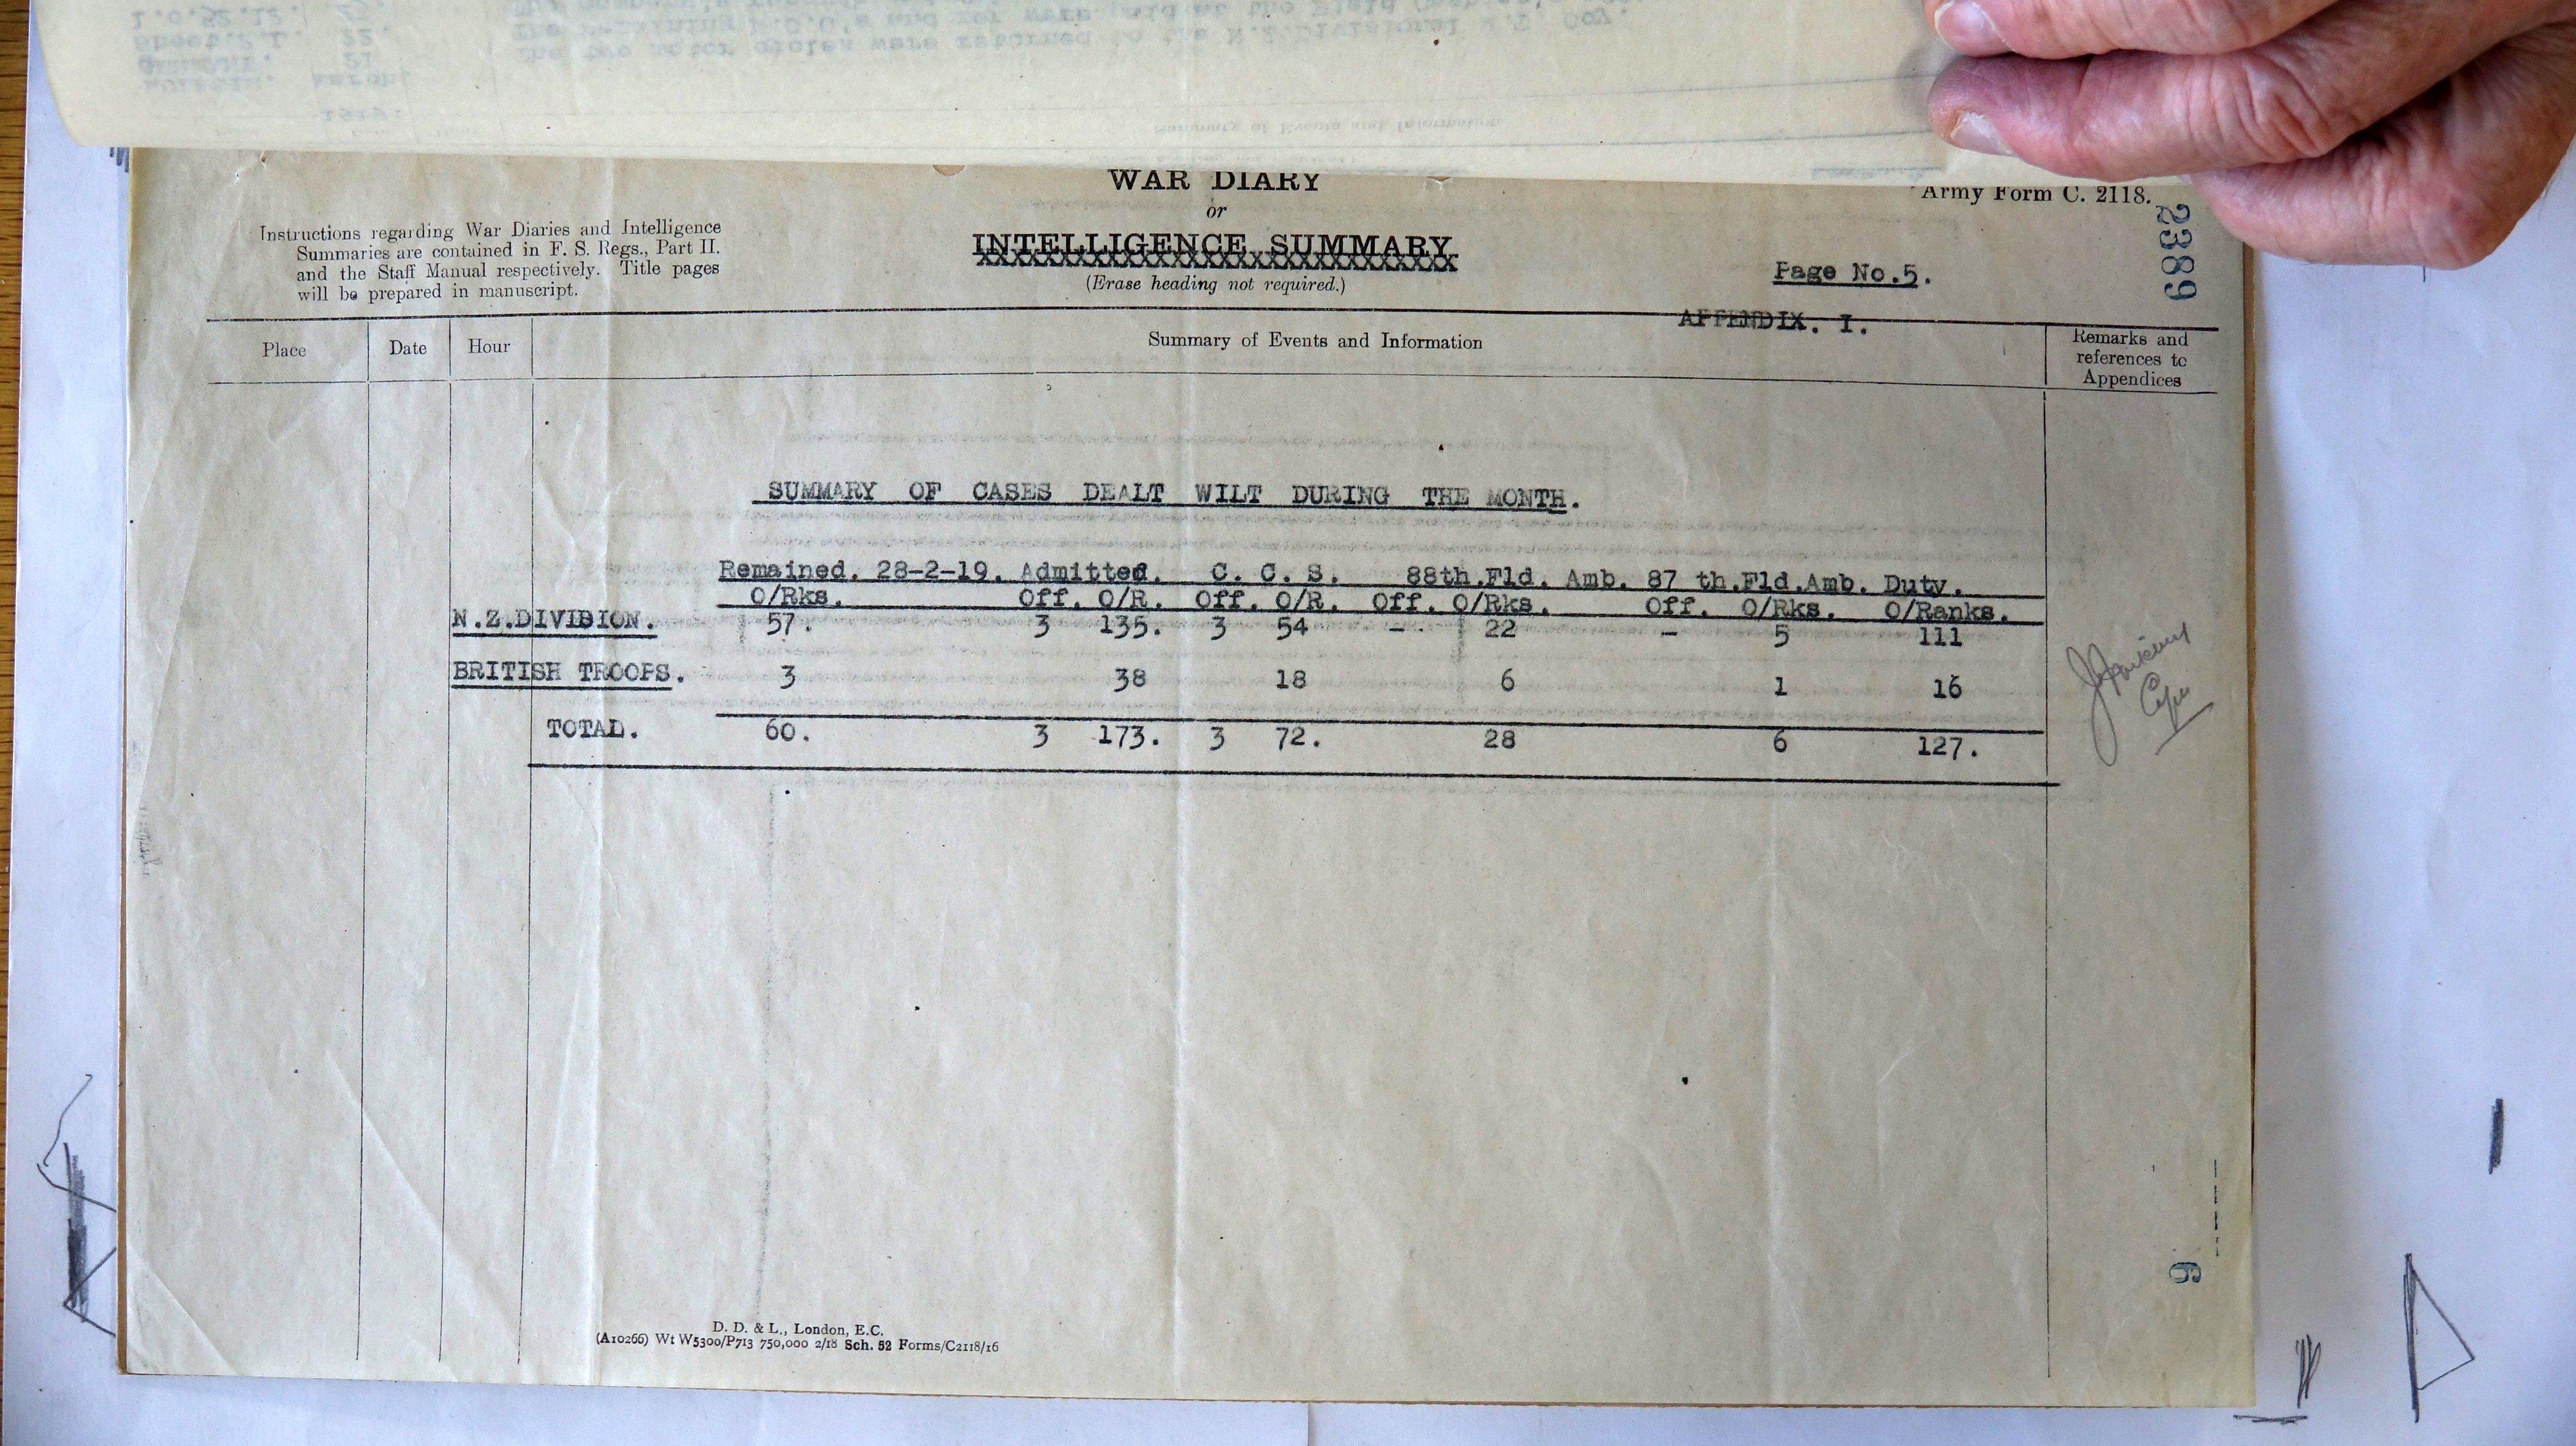 WAR DIARY
or
INTELLIGENCE SUMMARY
(Erase heading not required.)
Army Form C. 2118.
2389
Instructions regarding War Diaries and Intelligence
Summaries are contained in F. S. Regs., Part II.
and the Staff Manual respectively. Title pages
will be prepared in manuscript.
Page No.5.
APPENDIX. I.
Place Date Hour Summary of Events and Information Remarks and
references to
Appendices
SUMMARY OF CASES DEALT WILT DURING THE MONTH.
Remained. 28-2-19. Admitted. C. C. S. 88th.Fld. Amb. 87 th.Fld.Amb. Duty.
O/Rks. Off. O/R. Off. O/R. Off. O/Rks. Off. O/Rks. O/Ranks.
N.Z.DIVISION. 57. 3 135. 3 54 - 22 - 5 111
BRITISH TROOPS. 3 38 18 6 1 16
TOTAL. 60. 3 173. 3 72. 28 6 127.
9
D. D. & L., London, E.C.
(A10266) Wt W5300/P713 750,000 2/18 Sch. 52 Forms/C2118/16